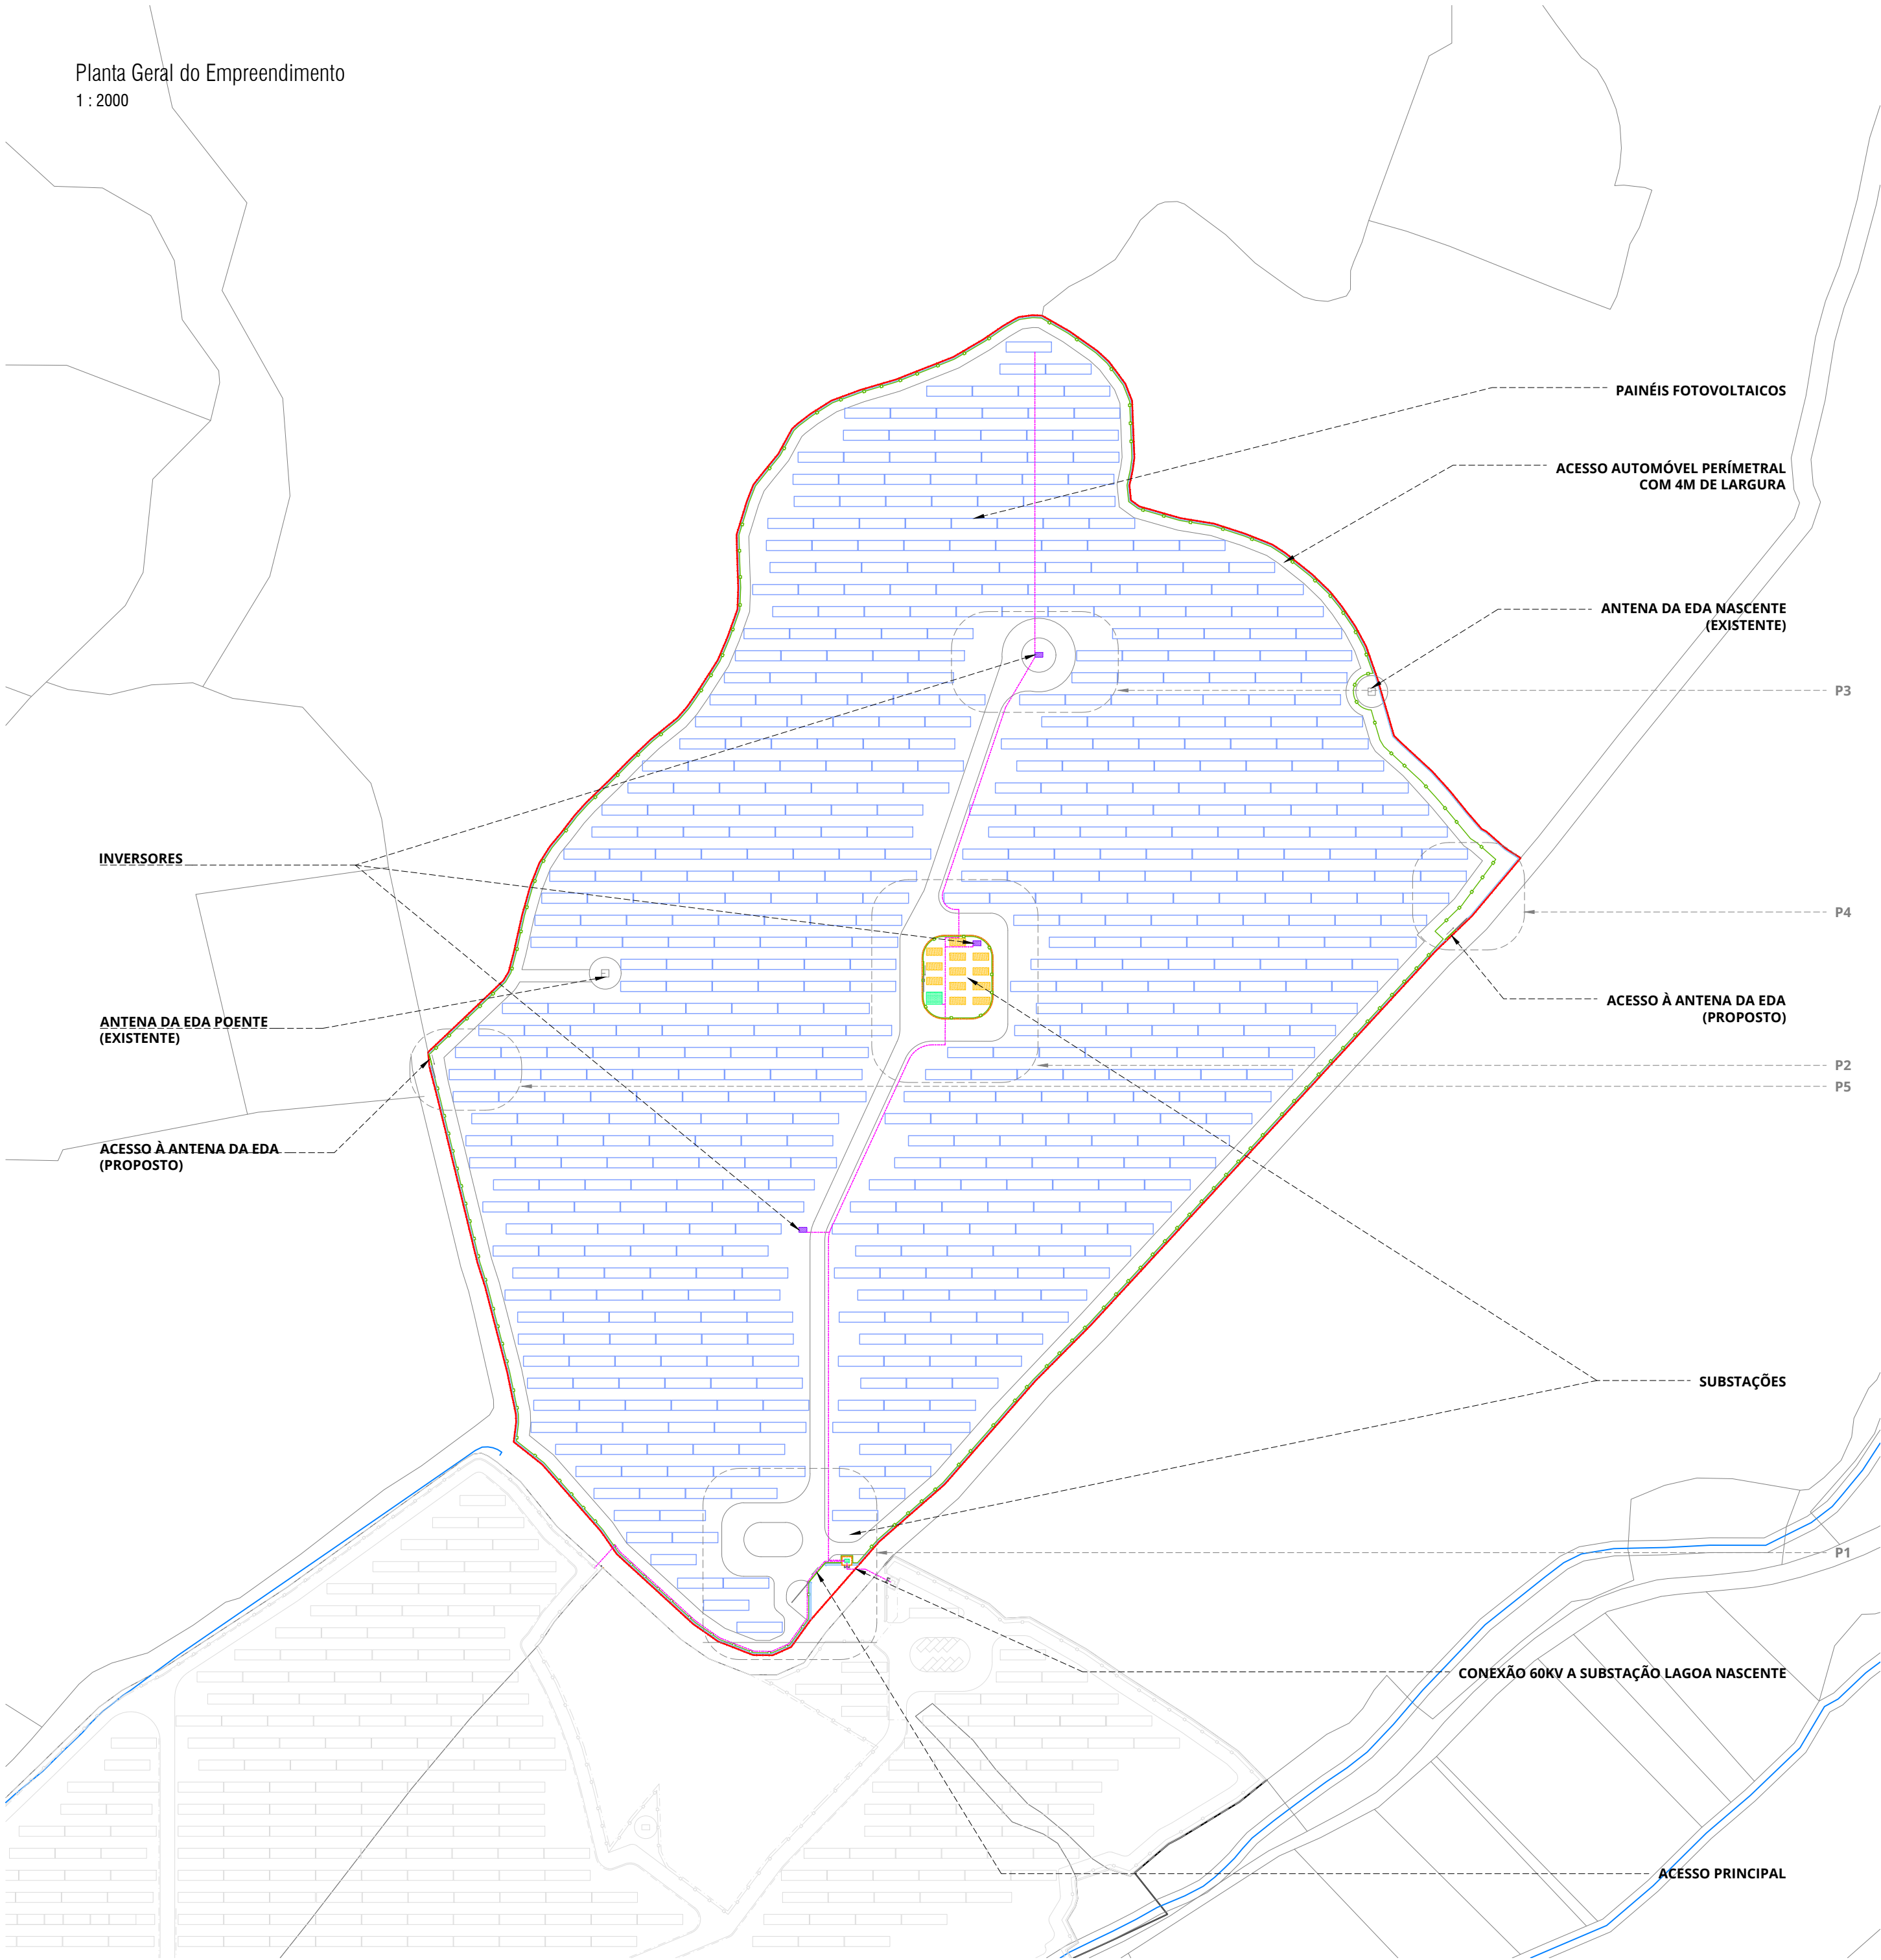 Planta Geral do Empreendimento
1 : 2000
PAINÉIS FOTOVOLTAICOS
ACESSO AUTOMÓVEL PERÍMETRAL
COM 4M DE LARGURA
ANTENA DA EDA NASCENTE
(EXISTENTE)
P3
INVERSORES
P4
ACESSO À ANTENA DA EDA
(PROPOSTO)
ANTENA DA EDA POENTE
(EXISTENTE)
P2
P5
ACESSO À ANTENA DA EDA
(PROPOSTO)
SUBSTAÇÕES
P1
CONEXÃO 60KV A SUBSTAÇÃO LAGOA NASCENTE
ACESSO PRINCIPAL